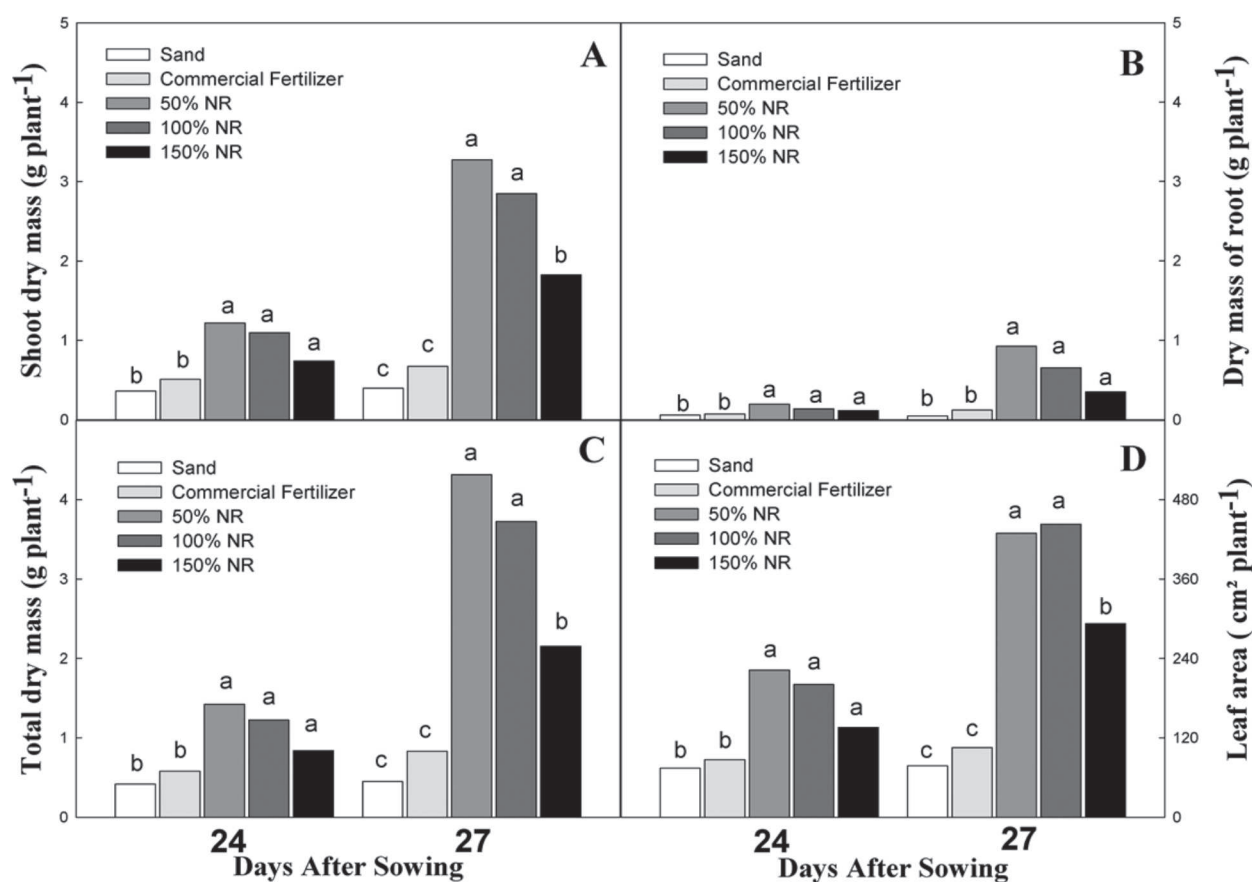 5
4
3
2
1
0
Shoot dry mass (g plant-1)
Sand
Commercial Fertilizer
50% NR
100% NR
150% NR
A
b
b
a
a
a
c
c
a
a
b
Sand
Commercial Fertilizer
50% NR
100% NR
150% NR
B
b
b
a
a
a
b
b
a
a
a
5
4
3
2
1
0
Dry mass of root (g plant-1)
4
3
2
1
0
Total dry mass (g plant-1)
Sand
Commercial Fertilizer
50% NR
100% NR
150% NR
C
b
b
a
a
a
c
c
a
a
b
24
27
Days After Sowing
Sand
Commercial Fertilizer
50% NR
100% NR
150% NR
D
b
b
a
a
a
c
c
a
a
b
480
360
240
120
0
Leaf area ( cm² plant-1)
24
27
Days After Sowing